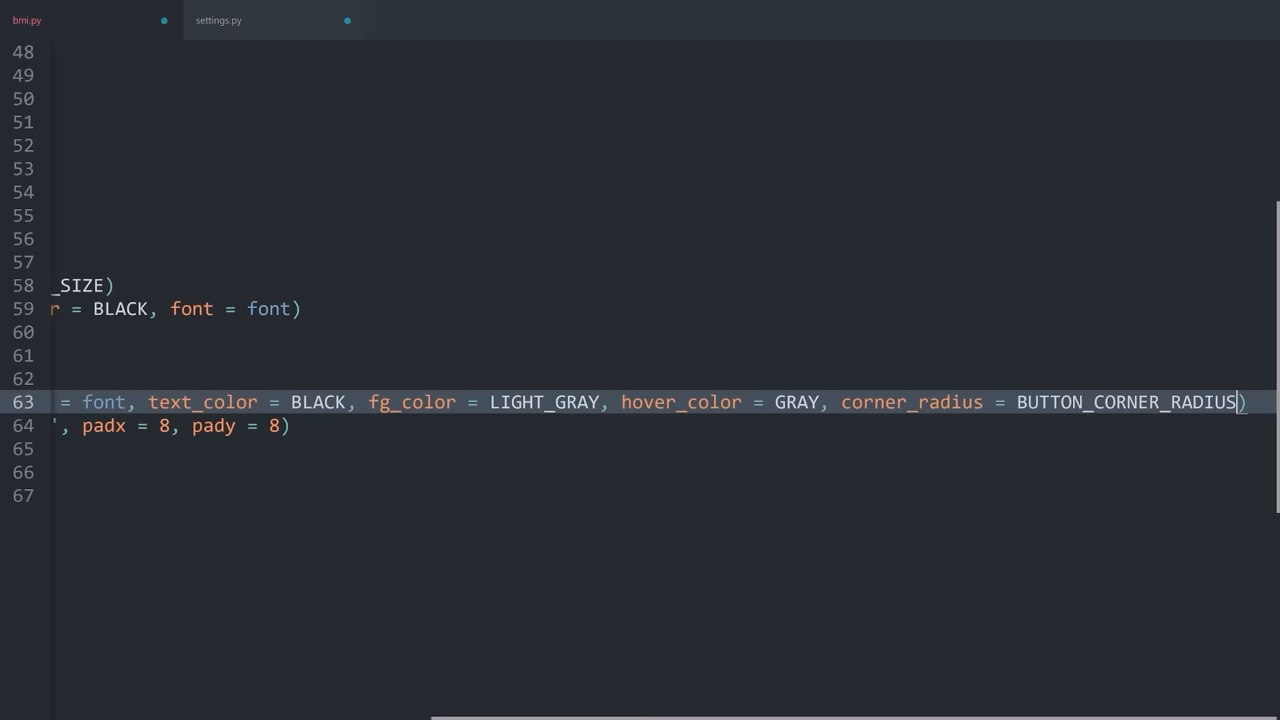 bmi.py
settings.py
48
49
50
51
52
53
54
55
56
57
58 _SIZE)
59 r = BLACK, font = font)
60
61
62
63 = font, text_color = BLACK, fg_color = LIGHT_GRAY, hover_color = GRAY, corner_radius = BUTTON_CORNER_RADIUS)
64 ', padx = 8, pady = 8)
65
66
67